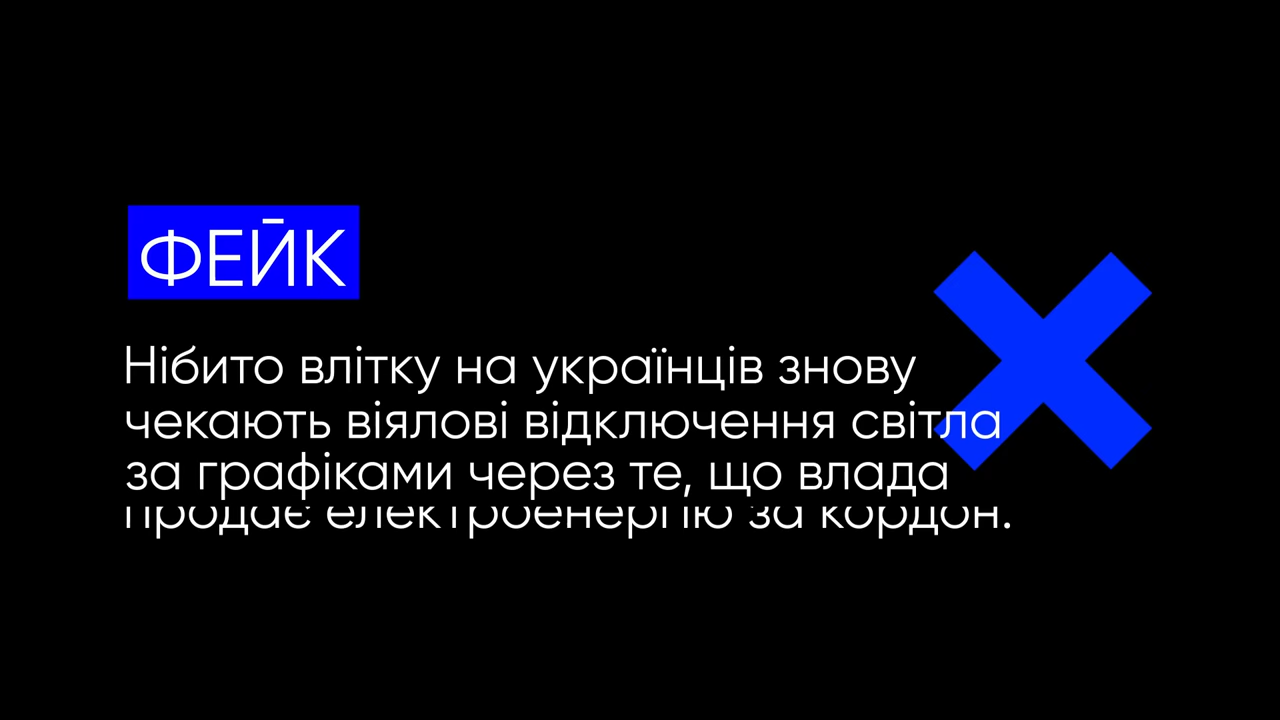 ФЕЙК
Нібито влітку на українців знову
чекають віялові відключення світла
за графіками через те, що влада
продає електроенергію за кордон.